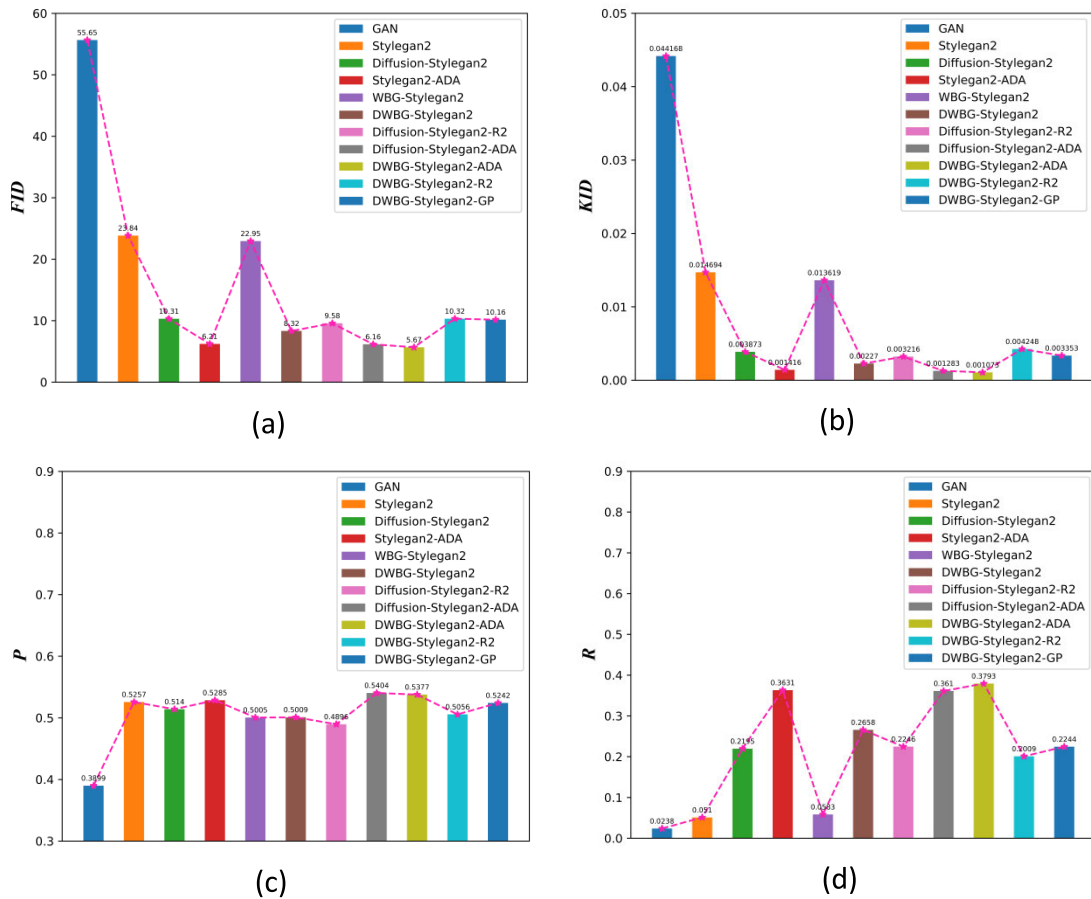 60
50
40
30
20
10
0
FID
55.65
23.84
10.31
6.21
22.95
8.32
9.58
6.16
5.67
10.32
10.16
GAN
Stylegan2
Diffusion-Stylegan2
Stylegan2-ADA
WBG-Stylegan2
DWBG-Stylegan2
Diffusion-Stylegan2-R2
Diffusion-Stylegan2-ADA
DWBG-Stylegan2-ADA
DWBG-Stylegan2-R2
DWBG-Stylegan2-GP
(a)
0.05
0.04
0.03
0.02
0.01
0.00
KID
0.044168
0.014694
0.003873
0.001416
0.013619
0.00227
0.003216
0.001283
0.001075
0.004248
0.003353
GAN
Stylegan2
Diffusion-Stylegan2
Stylegan2-ADA
WBG-Stylegan2
DWBG-Stylegan2
Diffusion-Stylegan2-R2
Diffusion-Stylegan2-ADA
DWBG-Stylegan2-ADA
DWBG-Stylegan2-R2
DWBG-Stylegan2-GP
(b)
0.9
0.8
0.7
0.6
0.5
0.4
0.3
P
0.3899
0.5257
0.514
0.5285
0.5005
0.5009
0.4896
0.5404
0.5377
0.5056
0.5242
GAN
Stylegan2
Diffusion-Stylegan2
Stylegan2-ADA
WBG-Stylegan2
DWBG-Stylegan2
Diffusion-Stylegan2-R2
Diffusion-Stylegan2-ADA
DWBG-Stylegan2-ADA
DWBG-Stylegan2-R2
DWBG-Stylegan2-GP
(c)
0.9
0.8
0.7
0.6
0.5
0.4
0.3
0.2
0.1
0.0
R
0.0238
0.051
0.2195
0.3631
0.0583
0.2658
0.2246
0.361
0.3793
0.2009
0.2244
GAN
Stylegan2
Diffusion-Stylegan2
Stylegan2-ADA
WBG-Stylegan2
DWBG-Stylegan2
Diffusion-Stylegan2-R2
Diffusion-Stylegan2-ADA
DWBG-Stylegan2-ADA
DWBG-Stylegan2-R2
DWBG-Stylegan2-GP
(d)